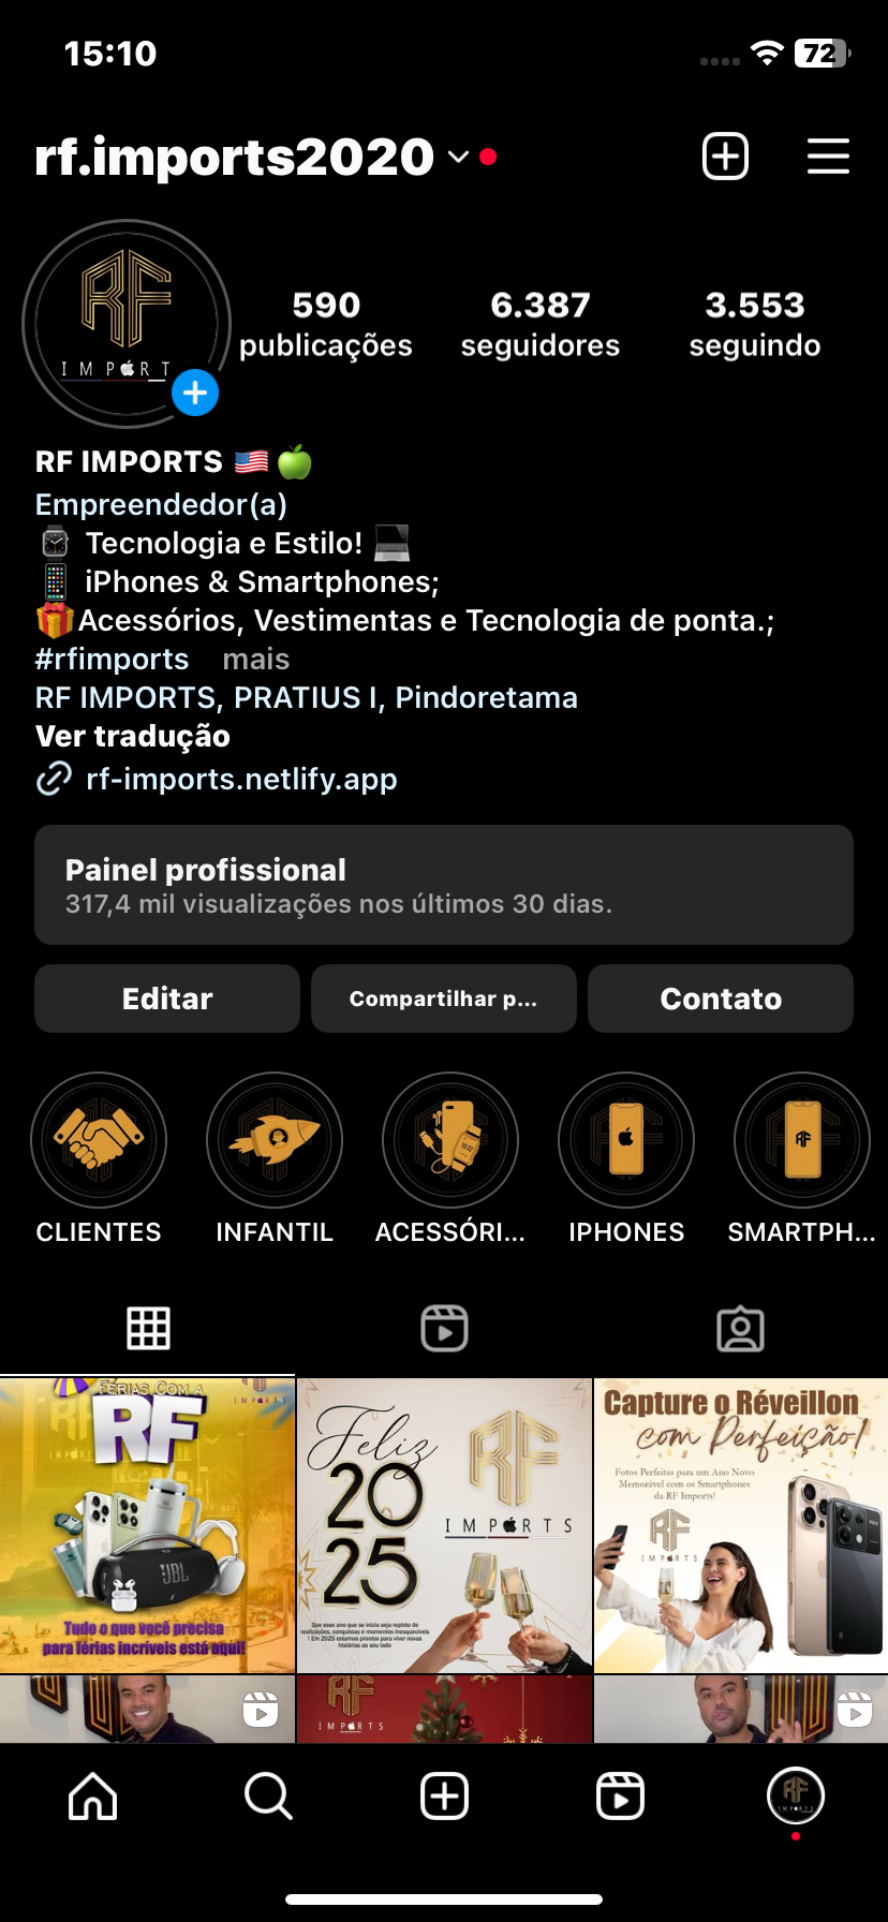 15:10
72
rf.imports2020
RF
IMPORT
590
publicações
6.387
seguidores
3.553
seguindo
RF IMPORTS 🇺🇸🍏
Empreendedor(a)
⌚ Tecnologia e Estilo! 💻
📱 iPhones & Smartphones;
🎁Acessórios, Vestimentas e Tecnologia de ponta.;
#rfimports mais
RF IMPORTS, PRATIUS I, Pindoretama
Ver tradução
rf-imports.netlify.app
Painel profissional
317,4 mil visualizações nos últimos 30 dias.
Editar
Compartilhar p...
Contato
RF
CLIENTES
INFANTIL
ACESSÓRI...
IPHONES
SMARTPH...
FÉRIAS COM A
RF
IMPORTS
JBL
Tudo o que você precisa
para férias incríveis está aqui!
Feliz
20
25
RF
IMPORTS
Que esse ano que se inicia seja repleto de
realizações, conquistas e momentos inesquecíveis
! Em 2025 estamos prontos para viver novas
histórias ao seu lado
Capture o Réveillon
com Perfeição!
Fotos Perfeitas para um Ano Novo
Memorável com os Smartphones
da RF Imports!
RF
IMPORTS
RF
IMPORTS